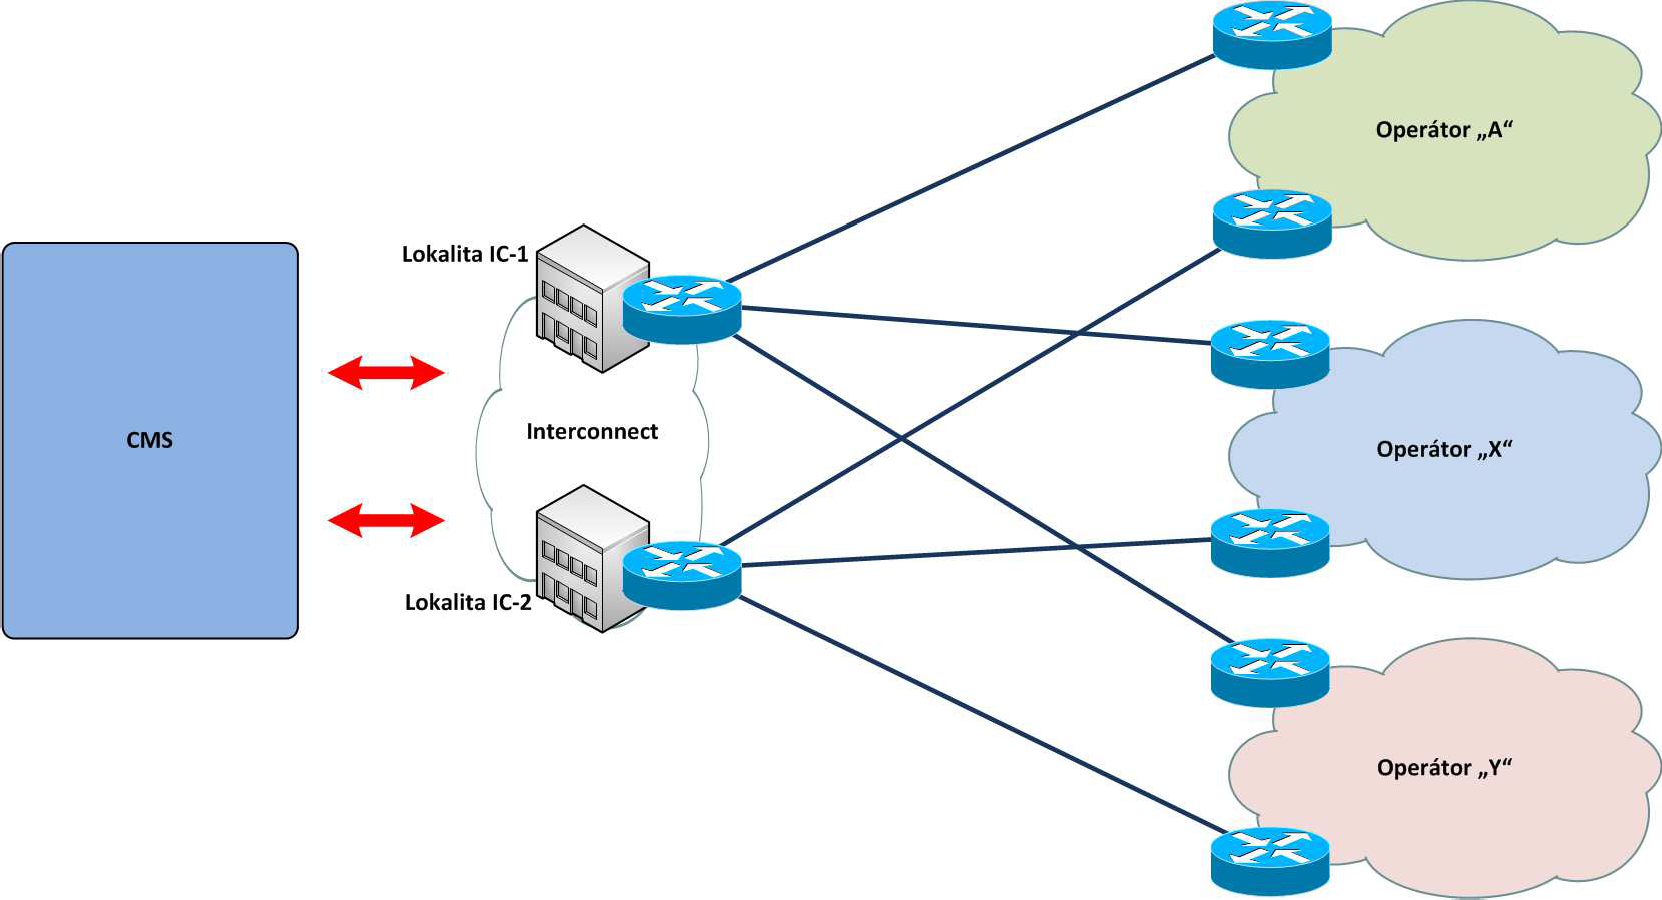 Operátor „A“
Lokalita IC-1
CMS
Interconnect
Operátor „X“
Lokalita IC-2
Operátor „Y“